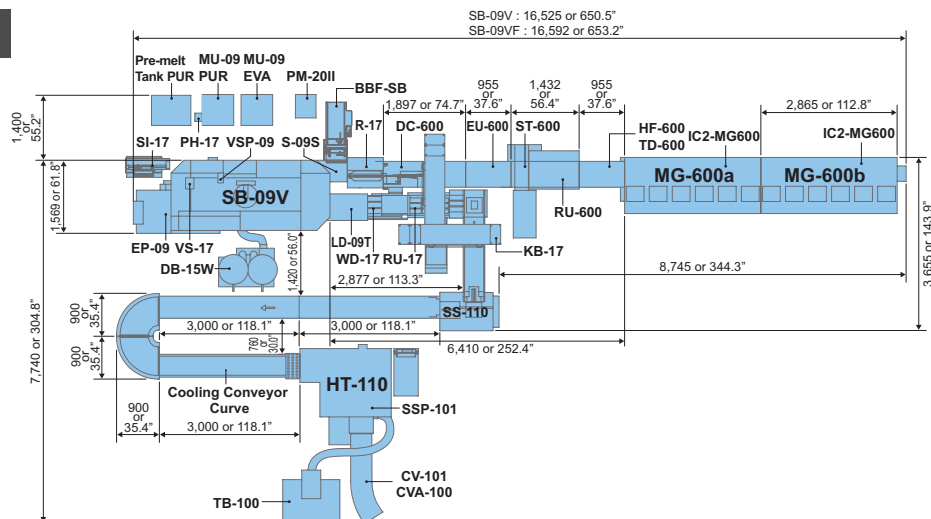 SB-09V : 16,525 or 650.5”
SB-09VF : 16,592 or 653.2”
Pre-melt
Tank PUR
MU-09
PUR
MU-09
EVA
PM-20II
BBF-SB
1,897 or 74.7”
955
or
37.6”
1,432
or
56.4”
955
or
37.6”
2,865 or 112.8”
1,400
or
55.2”
SI-17
PH-17
VSP-09
S-09S
R-17
DC-600
EU-600
ST-600
HF-600
TD-600
IC2-MG600
IC2-MG600
MG-600a
MG-600b
1,569 or 61.8”
SB-09V
RU-600
EP-09
VS-17
DB-15W
1,420 or 56.0”
LD-09T
WD-17
RU-17
KB-17
2,877 or 113.3”
8,745 or 344.3”
3,655 or 143.9”
7,740 or 304.8”
900
or
35.4”
SS-110
3,000 or 118.1”
760
or
30.0”
3,000 or 118.1”
6,410 or 252.4”
900
or
35.4”
Cooling Conveyor
Curve
HT-110
SSP-101
900
or
35.4”
3,000 or 118.1”
CV-101
CVA-100
TB-100